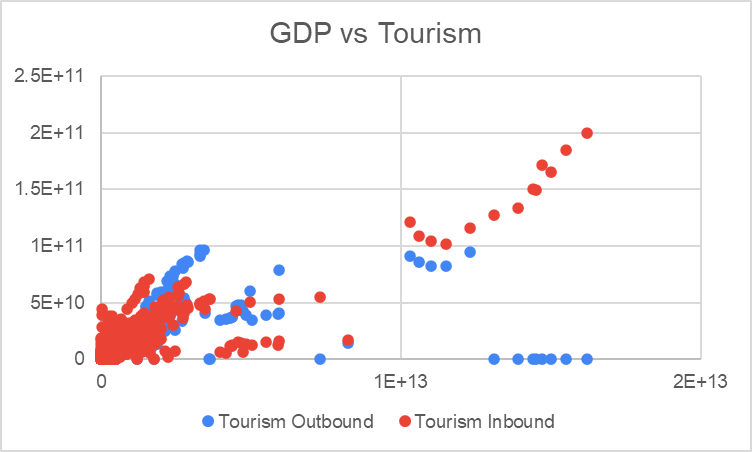 GDP vs Tourism
2.5E+11
2E+11
1.5E+11
1E+11
5E+10
0
0 1E+13 2E+13
Tourism Outbound Tourism Inbound